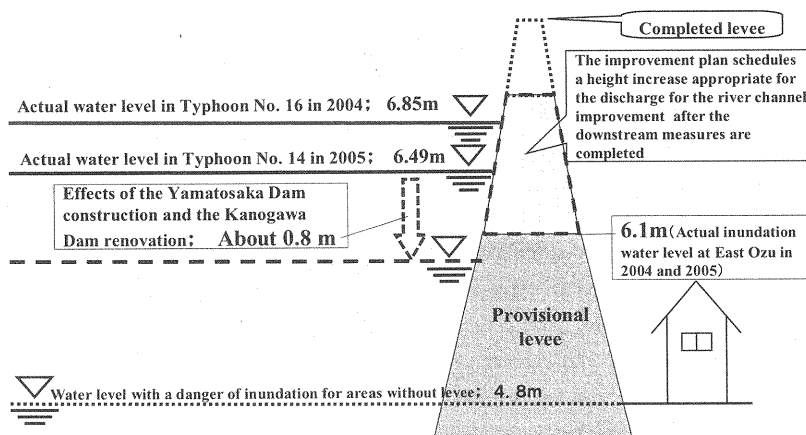 Completed levee
The improvement plan schedules
a height increase appropriate for
the discharge for the river channel
improvement after the
downstream measures are
completed
Actual water level in Typhoon No. 16 in 2004; 6.85m
Actual water level in Typhoon No. 14 in 2005; 6.49m
Effects of the Yamatosaka Dam
construction and the Kanogawa
Dam renovation; About 0.8 m
6.1m(Actual inundation
water level at East Ozu in
2004 and 2005)
Provisional
levee
Water level with a danger of inundation for areas without levee; 4.8m